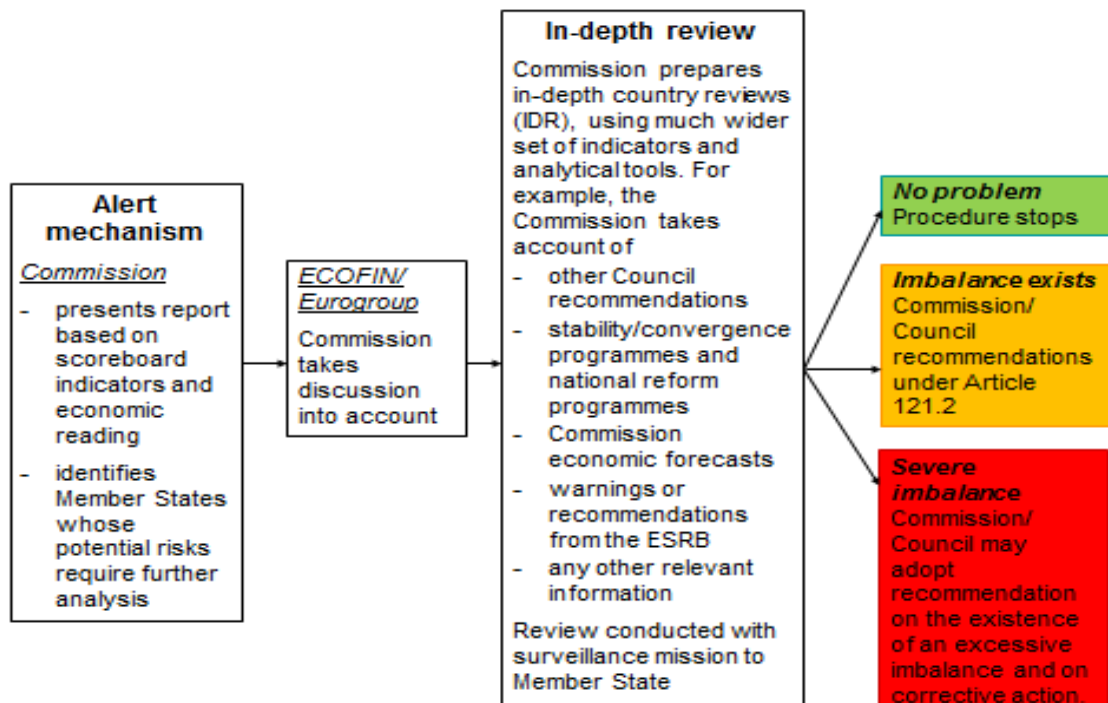 Alert
mechanism
Commission
- presents report
based on
scoreboard
indicators and
economic
reading
- identifies
Member States
whose
potential risks
require further
analysis
ECOFIN/
Eurogroup
Commission
takes
discussion
into account
In-depth review
Commission prepares
in-depth country reviews
(IDR), using much wider
set of indicators and
analytical tools. For
example, the
Commission takes
account of
- other Council
recommendations
- stability/convergence
programmes and
national reform
programmes
- Commission
economic forecasts
- warnings or
recommendations
from the ESRB
- any other relevant
information
Review conducted with
surveillance mission to
Member State
No problem
Procedure stops
Imbalance exists
Commission/
Council
recommendations
under Article
121.2
Severe
imbalance
Commission/
Council may
adopt
recommendation
on the existence
of an excessive
imbalance and on
corrective action.